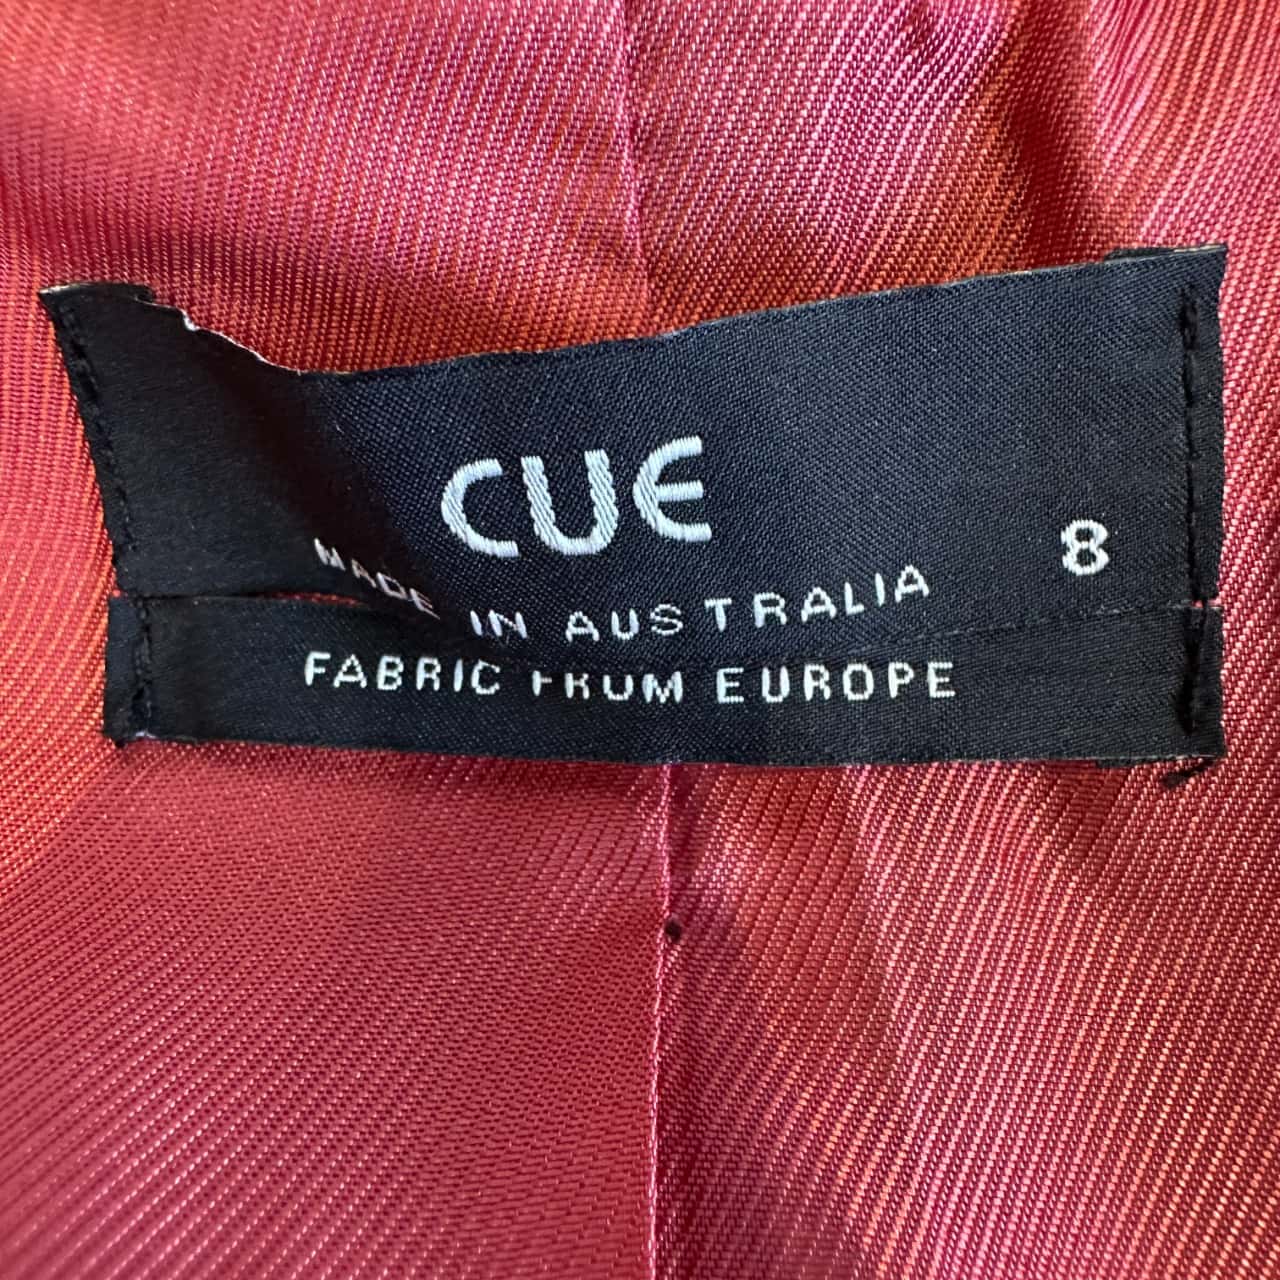 CUE
8
MADE IN AUSTRALIA
FABRIC FROM EUROPE